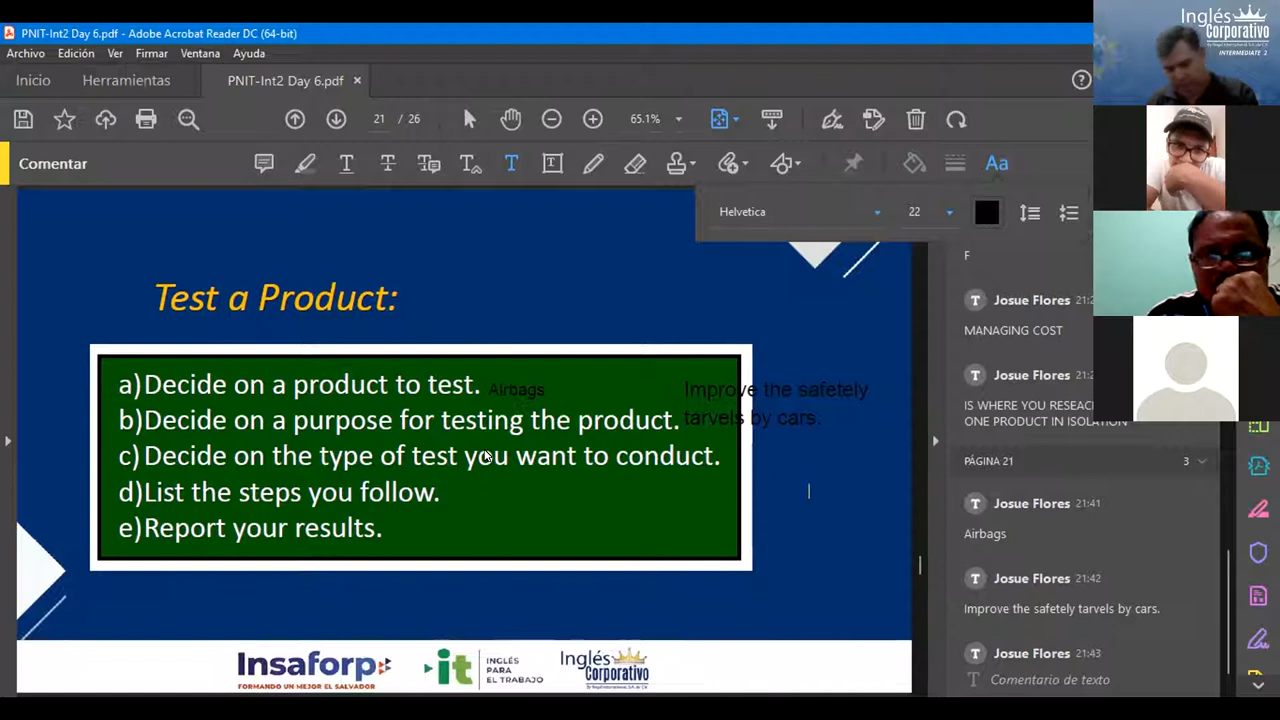 PNIT-Int2 Day 6.pdf - Adobe Acrobat Reader DC (64-bit)
Archivo Edición Ver Firmar Ventana Ayuda
Inicio Herramientas PNIT-Int2 Day 6.pdf ×
21 / 26 65.1%
Comentar
Helvetica 22
Test a Product:
a)Decide on a product to test. Airbags
b)Decide on a purpose for testing the product.
Improve the safetely
tarvels by cars.
c)Decide on the type of test you want to conduct.
d)List the steps you follow.
e)Report your results.
Insaforp
FORMANDO UN MEJOR EL SALVADOR
it INGLÉS
PARA
EL TRABAJO
Inglés
Corporativo
F
Josue Flores 21:2
MANAGING COST
Josue Flores 21:2
IS WHERE YOU RESEAC
ONE PRODUCT IN ISOLATION
PÁGINA 21 3
Josue Flores 21:41
Airbags
Josue Flores 21:42
Improve the safetely tarvels by cars.
Josue Flores 21:43
Comentario de texto
Inglés
Corporativo
INTERMEDIATE 2